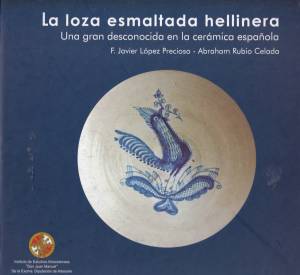 La loza esmaltada hellinera
Una gran desconocida en la cerámica española
F. Javier López Precioso - Abraham Rubio Celada
Instituto de Estudios Albacetenses
"Don Juan Manuel"
De la Excma. Diputación de Albacete